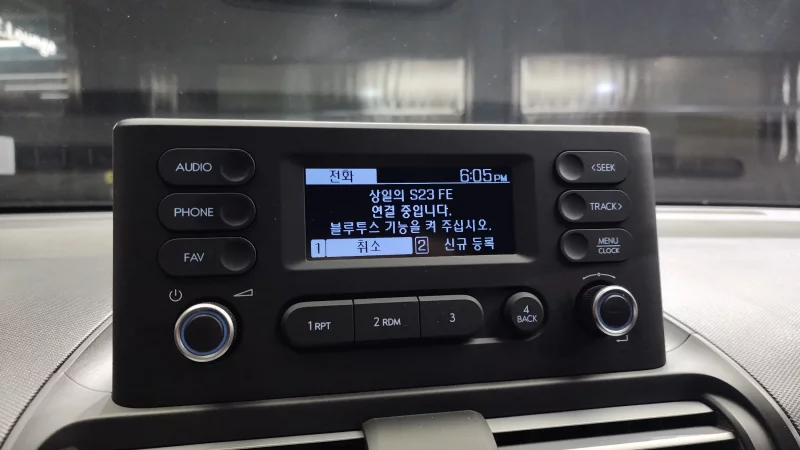 Lounge
AUDIO
PHONE
FAV
전화 6:05PM
상일의 S23 FE
연결 중입니다.
블루투스 기능을 켜 주십시오.
1 취소 2 신규 등록
<SEEK
TRACK>
MENU
CLOCK
1 RPT
2 RDM
3
4
BACK